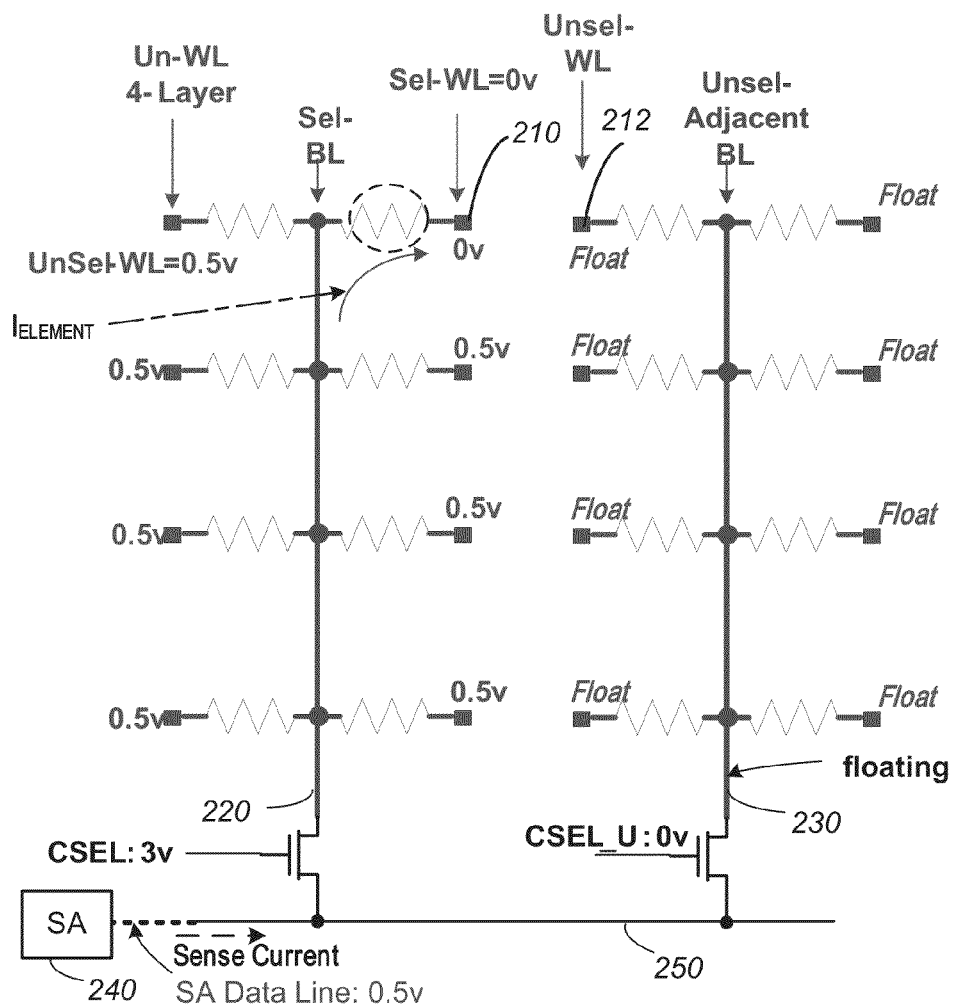 Un-WL
4-Layer
Sel-
BL
Sel-WL=0v
210
Unsel-
WL
212
Unsel-
Adjacent
BL
Float
UnSel-WL=0.5v
0v
Float
IELEMENT
0.5v
0.5v
Float
Float
0.5v
0.5v
Float
Float
0.5v
0.5v
Float
Float
floating
220
230
CSEL: 3v
CSEL_U: 0v
SA
Sense Current
250
240
SA Data Line: 0.5v